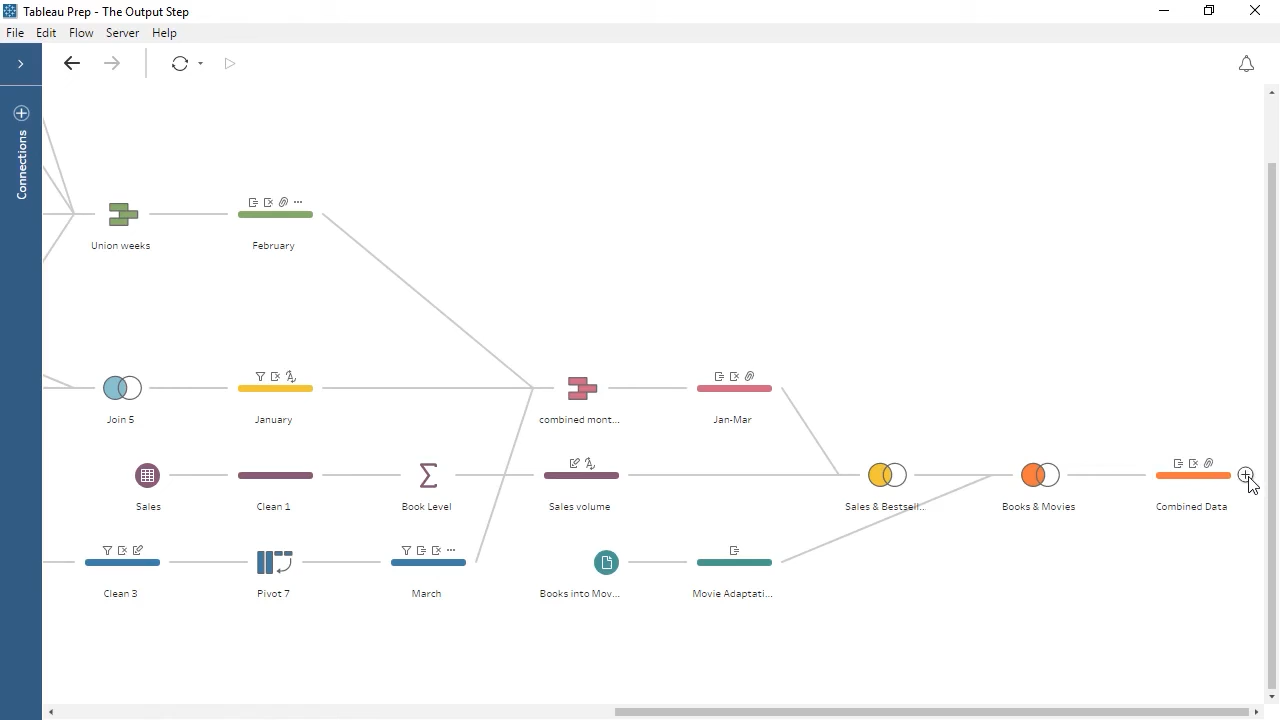 Tableau Prep - The Output Step
File Edit Flow Server Help
Connections
Union weeks
February
Join 5
January
combined mont...
Jan-Mar
Sales
Clean 1
Book Level
Sales volume
Sales & Bestsell..
Books & Movies
Combined Data
Clean 3
Pivot 7
March
Books into Mov...
Movie Adaptati...